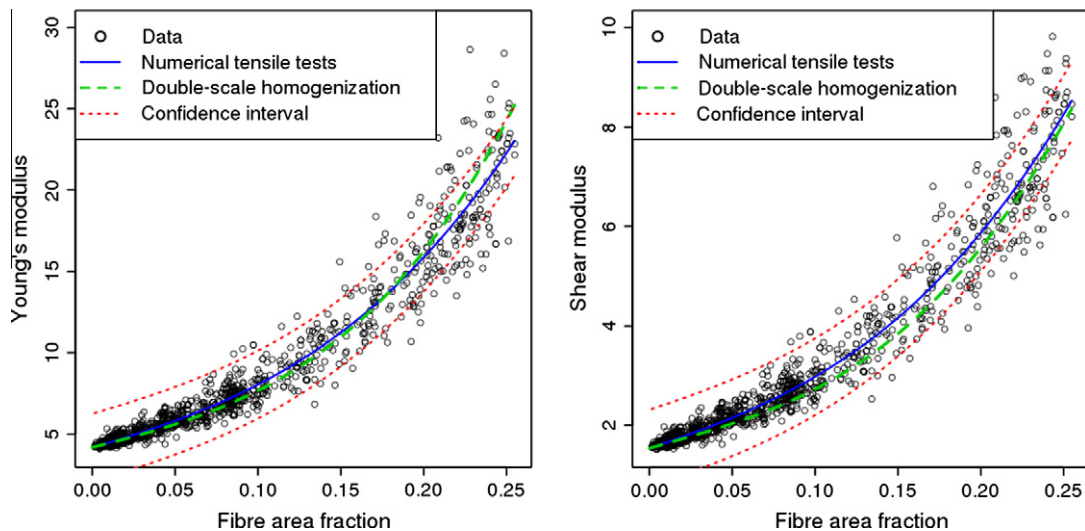 Data
Numerical tensile tests
Double-scale homogenization
Confidence interval
Young's modulus
30
25
20
15
10
5
0.00 0.05 0.10 0.15 0.20 0.25
Fibre area fraction
Data
Numerical tensile tests
Double-scale homogenization
Confidence interval
Shear modulus
10
8
6
4
2
0.00 0.05 0.10 0.15 0.20 0.25
Fibre area fraction